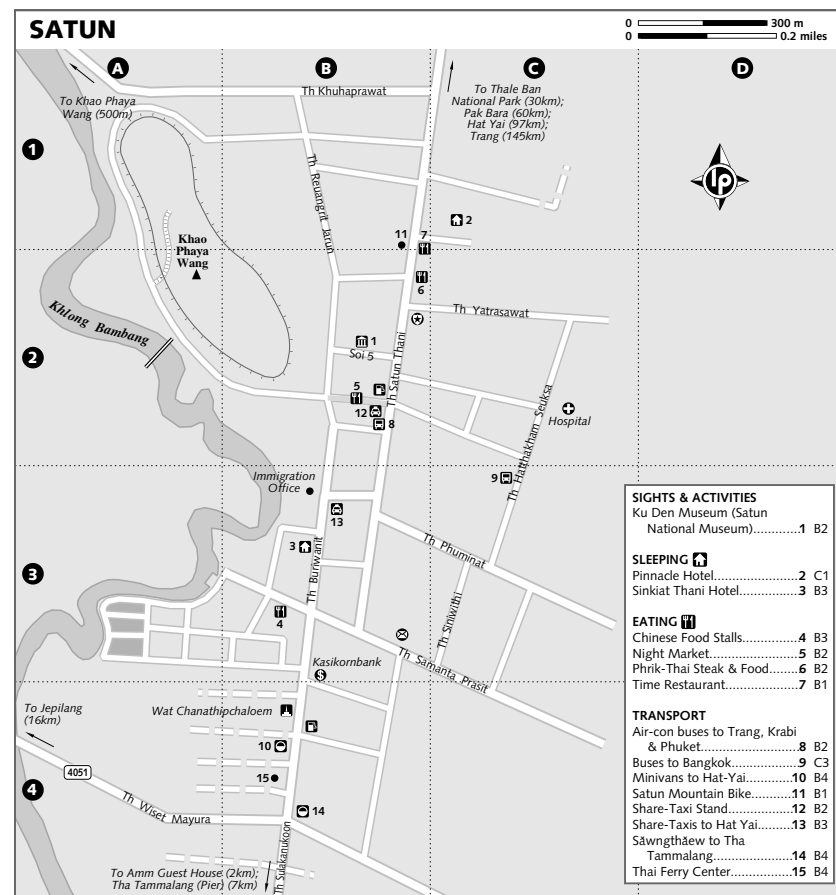 SATUN
0 300 m
0 0.2 miles
A
B
C
D
To Khao Phaya
Wang (500m)
Th Khuhaprawat
To Thale Ban
National Park (30km);
Pak Bara (60km);
Hat Yai (97km);
Trang (145km)
1
Th Reuangrit Jarun
lp
2
11
7
Khao
Phaya
Wang
6
Th Yatrasawat
Khlong Bambang
2
1
Soi 5
Th Satun Thani
5
12
8
Hospital
Th Hatthakham Seuksa
9
Immigration
Office
13
3
Th Buriwanit
Th Phuminat
3
4
Th Siniwithi
Th Samanta Prasit
Kasikornbank
$
To Jepilang
(16km)
Wat Chanathipchaloem
10
4051
15
4
Th Wiset Mayura
14
Th Sulakanukoon
To Amm Guest House (2km);
Tha Tammalang (Pier) (7km)
SIGHTS & ACTIVITIES
Ku Den Museum (Satun
National Museum)............1 B2
SLEEPING
Pinnacle Hotel........................2 C1
Sinkiat Thani Hotel................3 B3
EATING
Chinese Food Stalls................4 B3
Night Market.........................5 B2
Phrik-Thai Steak & Food........6 B2
Time Restaurant....................7 B1
TRANSPORT
Air-con buses to Trang, Krabi
& Phuket.........................8 B2
Buses to Bangkok..................9 C3
Minivans to Hat-Yai.............10 B4
Satun Mountain Bike...........11 B1
Share-Taxi Stand.................12 B2
Share-Taxis to Hat Yai..........13 B3
Săwngthăew to Tha
Tammalang....................14 B4
Thai Ferry Center.................15 B4